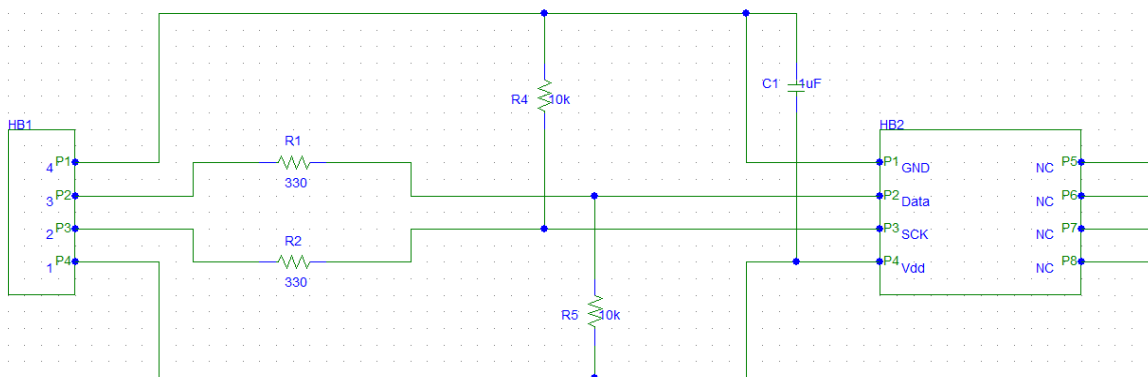 C1 1uF
R4 10k
HB1
HB2
R1
330
4 P1
3 P2
2 P3
1 P4
R2
330
P1 GND NC P5
P2 Data NC P6
P3 SCK NC P7
P4 Vdd NC P8
R5 10k